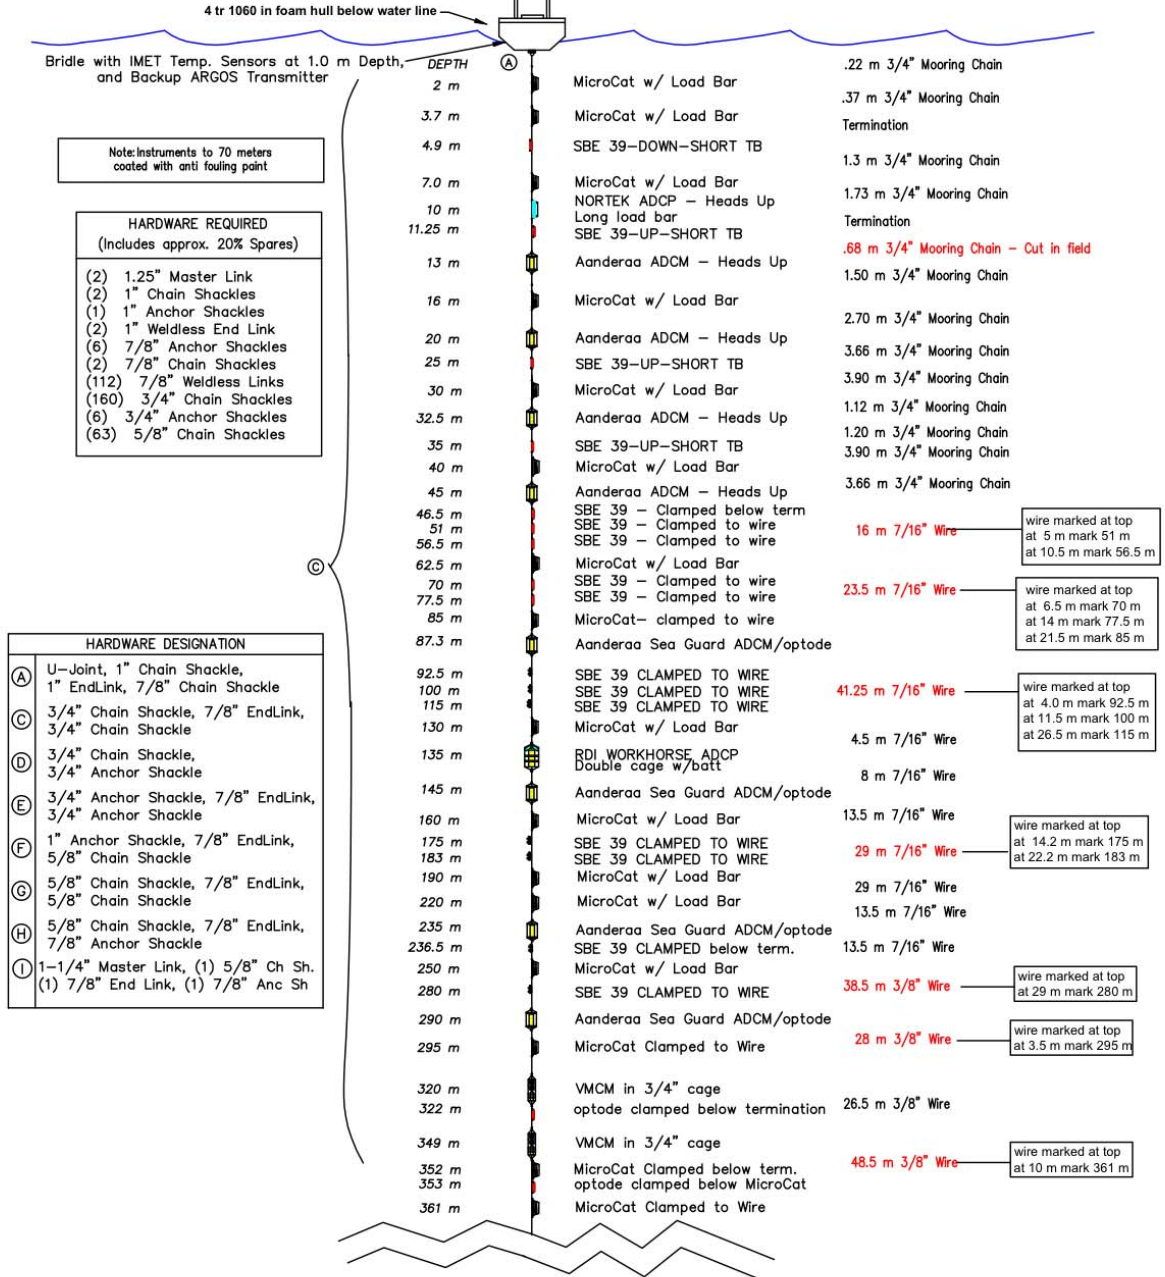 4 tr 1060 in foam hull below water line
Bridle with IMET Temp. Sensors at 1.0 m Depth,
and Backup ARGOS Transmitter
Note: Instruments to 70 meters
coated with anti fouling paint
HARDWARE REQUIRED
(Includes approx. 20% Spares)
(2) 1.25" Master Link
(2) 1" Chain Shackles
(1) 1" Anchor Shackles
(2) 1" Weldless End Link
(6) 7/8" Anchor Shackles
(2) 7/8" Chain Shackles
(112) 7/8" Weldless Links
(160) 3/4" Chain Shackles
(6) 3/4" Anchor Shackles
(63) 5/8" Chain Shackles
C
HARDWARE DESIGNATION
A U-Joint, 1" Chain Shackle,
1" EndLink, 7/8" Chain Shackle
C 3/4" Chain Shackle, 7/8" EndLink,
3/4" Chain Shackle
D 3/4" Chain Shackle,
3/4" Anchor Shackle
E 3/4" Anchor Shackle, 7/8" EndLink,
3/4" Anchor Shackle
F 1" Anchor Shackle, 7/8" EndLink,
5/8" Chain Shackle
G 5/8" Chain Shackle, 7/8" EndLink,
5/8" Chain Shackle
H 5/8" Chain Shackle, 7/8" EndLink,
7/8" Anchor Shackle
I 1-1/4" Master Link, (1) 5/8" Ch Sh.
(1) 7/8" End Link, (1) 7/8" Anc Sh
DEPTH
A
2 m MicroCat w/ Load Bar
3.7 m MicroCat w/ Load Bar
4.9 m SBE 39-DOWN-SHORT TB
7.0 m MicroCat w/ Load Bar
10 m NORTEK ADCP - Heads Up
Long load bar
11.25 m SBE 39-UP-SHORT TB
13 m Aanderaa ADCM - Heads Up
16 m MicroCat w/ Load Bar
20 m Aanderaa ADCM - Heads Up
25 m SBE 39-UP-SHORT TB
30 m MicroCat w/ Load Bar
32.5 m Aanderaa ADCM - Heads Up
35 m SBE 39-UP-SHORT TB
40 m MicroCat w/ Load Bar
45 m Aanderaa ADCM - Heads Up
46.5 m SBE 39 - Clamped below term
51 m SBE 39 - Clamped to wire
56.5 m SBE 39 - Clamped to wire
62.5 m MicroCat w/ Load Bar
70 m SBE 39 - Clamped to wire
77.5 m SBE 39 - Clamped to wire
85 m MicroCat- clamped to wire
87.3 m Aanderaa Sea Guard ADCM/optode
92.5 m SBE 39 CLAMPED TO WIRE
100 m SBE 39 CLAMPED TO WIRE
115 m SBE 39 CLAMPED TO WIRE
130 m MicroCat w/ Load Bar
135 m RDI WORKHORSE ADCP
Double cage w/batt
145 m Aanderaa Sea Guard ADCM/optode
160 m MicroCat w/ Load Bar
175 m SBE 39 CLAMPED TO WIRE
183 m SBE 39 CLAMPED TO WIRE
190 m MicroCat w/ Load Bar
220 m MicroCat w/ Load Bar
235 m Aanderaa Sea Guard ADCM/optode
236.5 m SBE 39 CLAMPED below term.
250 m MicroCat w/ Load Bar
280 m SBE 39 CLAMPED TO WIRE
290 m Aanderaa Sea Guard ADCM/optode
295 m MicroCat Clamped to Wire
320 m VMCM in 3/4" cage
322 m optode clamped below termination
349 m VMCM in 3/4" cage
352 m MicroCat Clamped below term.
353 m optode clamped below MicroCat
361 m MicroCat Clamped to Wire
.22 m 3/4" Mooring Chain
.37 m 3/4" Mooring Chain
Termination
1.3 m 3/4" Mooring Chain
1.73 m 3/4" Mooring Chain
Termination
.68 m 3/4" Mooring Chain - Cut in field
1.50 m 3/4" Mooring Chain
2.70 m 3/4" Mooring Chain
3.66 m 3/4" Mooring Chain
3.90 m 3/4" Mooring Chain
1.12 m 3/4" Mooring Chain
1.20 m 3/4" Mooring Chain
3.90 m 3/4" Mooring Chain
3.66 m 3/4" Mooring Chain
16 m 7/16" Wire
wire marked at top
at 5 m mark 51 m
at 10.5 m mark 56.5 m
23.5 m 7/16" Wire
wire marked at top
at 6.5 m mark 70 m
at 14 m mark 77.5 m
at 21.5 m mark 85 m
41.25 m 7/16" Wire
wire marked at top
at 4.0 m mark 92.5 m
at 11.5 m mark 100 m
at 26.5 m mark 115 m
4.5 m 7/16" Wire
8 m 7/16" Wire
13.5 m 7/16" Wire
29 m 7/16" Wire
wire marked at top
at 14.2 m mark 175 m
at 22.2 m mark 183 m
29 m 7/16" Wire
13.5 m 7/16" Wire
13.5 m 7/16" Wire
38.5 m 3/8" Wire
wire marked at top
at 29 m mark 280 m
28 m 3/8" Wire
wire marked at top
at 3.5 m mark 295 m
26.5 m 3/8" Wire
48.5 m 3/8" Wire
wire marked at top
at 10 m mark 361 m